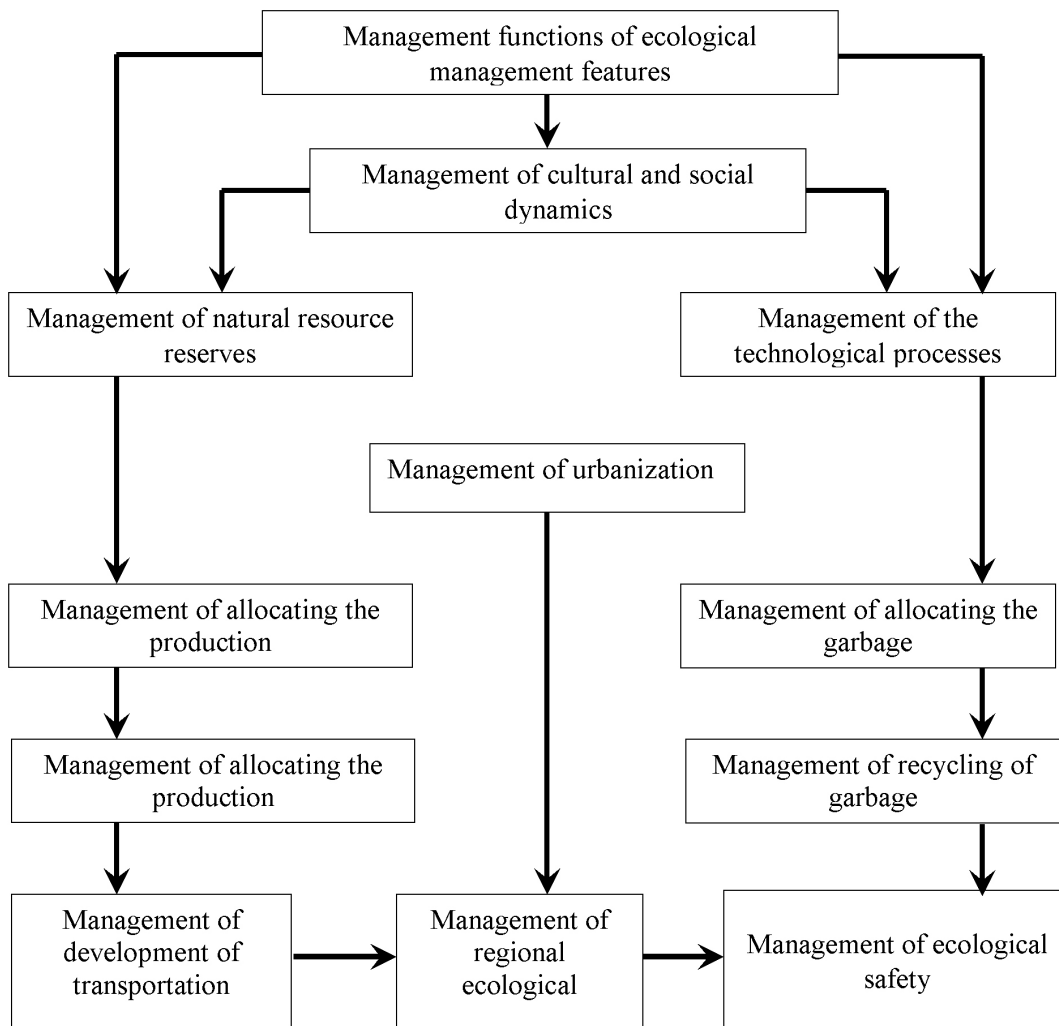 Management functions of ecological
management features
Management of cultural and social
dynamics
Management of natural resource
reserves
Management of the
technological processes
Management of urbanization
Management of allocating the
production
Management of allocating the
garbage
Management of allocating the
production
Management of recycling of
garbage
Management of
development of
transportation
Management of
regional
ecological
Management of ecological
safety